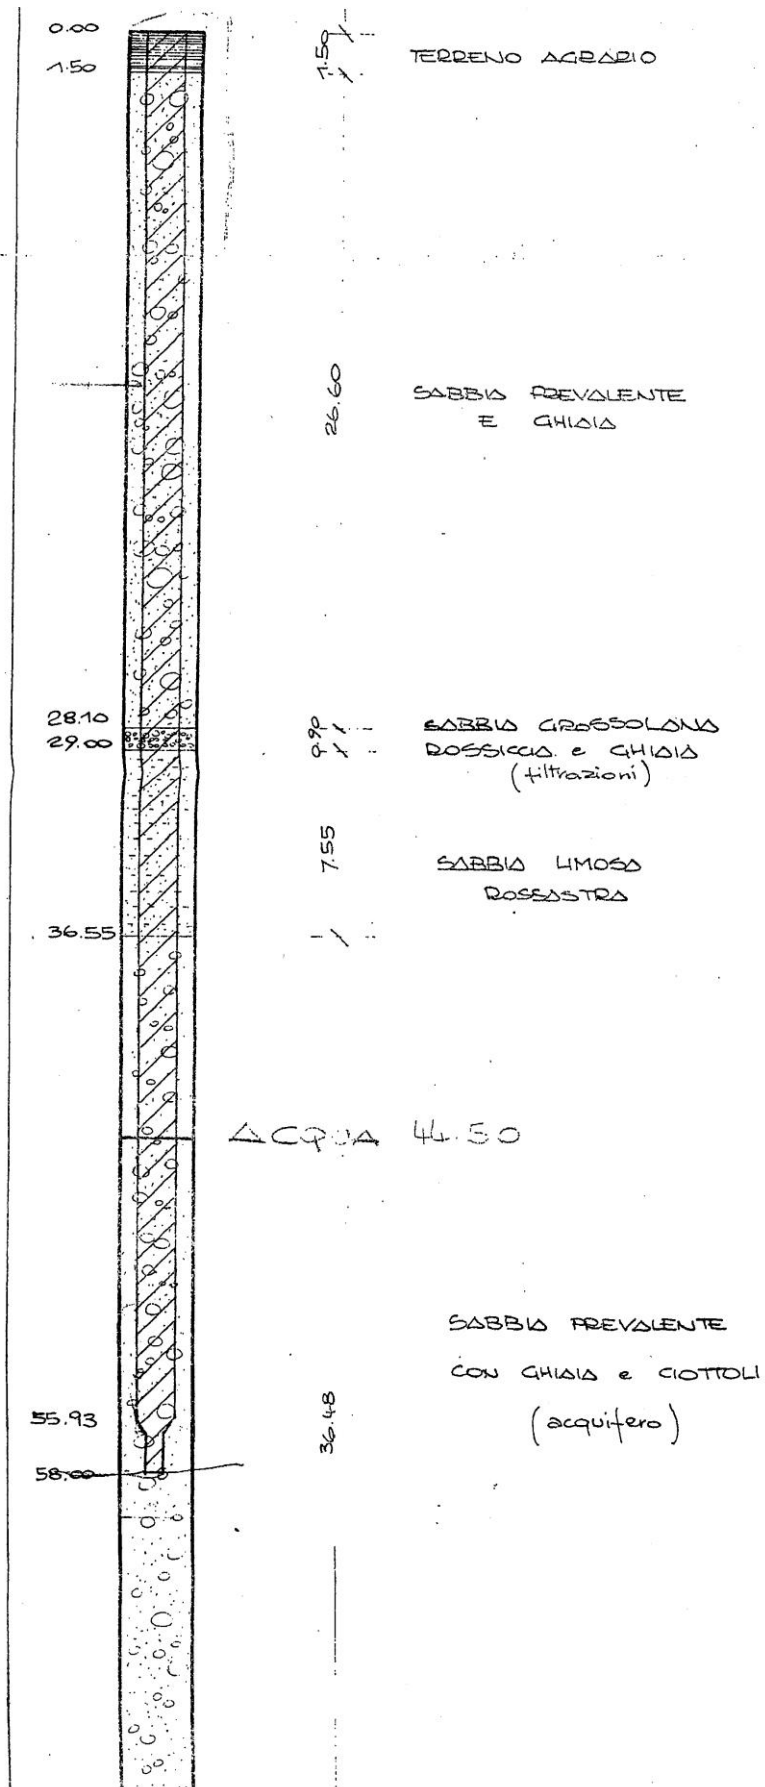 0.00
1.50
1.50
TERRENO AGRARIO
26.60
SABBIA PREVALENTE
E GHIAIA
28.10
29.00
0.90
SABBIA GROSSOLANA
ROSSICCIA e GHIAIA
(filtrazioni)
7.55
SABBIA LIMOSA
ROSSASTRA
36.55
ACQUA 44.50
SABBIA PREVALENTE
CON GHIAIA e CIOTTOLI
(acquifero)
55.93
36.48
58.00